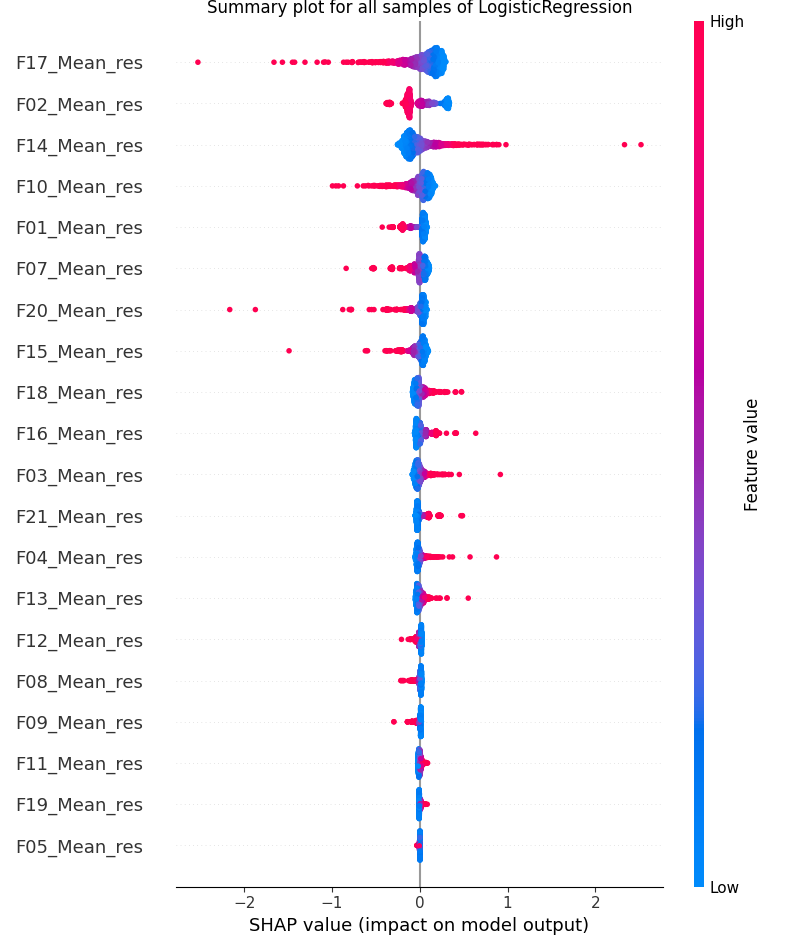 Summary plot for all samples of LogisticRegression
High
F17_Mean_res
F02_Mean_res
F14_Mean_res
F10_Mean_res
F01_Mean_res
F07_Mean_res
F20_Mean_res
F15_Mean_res
F18_Mean_res
F16_Mean_res
F03_Mean_res
F21_Mean_res
F04_Mean_res
F13_Mean_res
F12_Mean_res
F08_Mean_res
F09_Mean_res
F11_Mean_res
F19_Mean_res
F05_Mean_res
Feature value
Low
−2 −1 0 1 2
SHAP value (impact on model output)